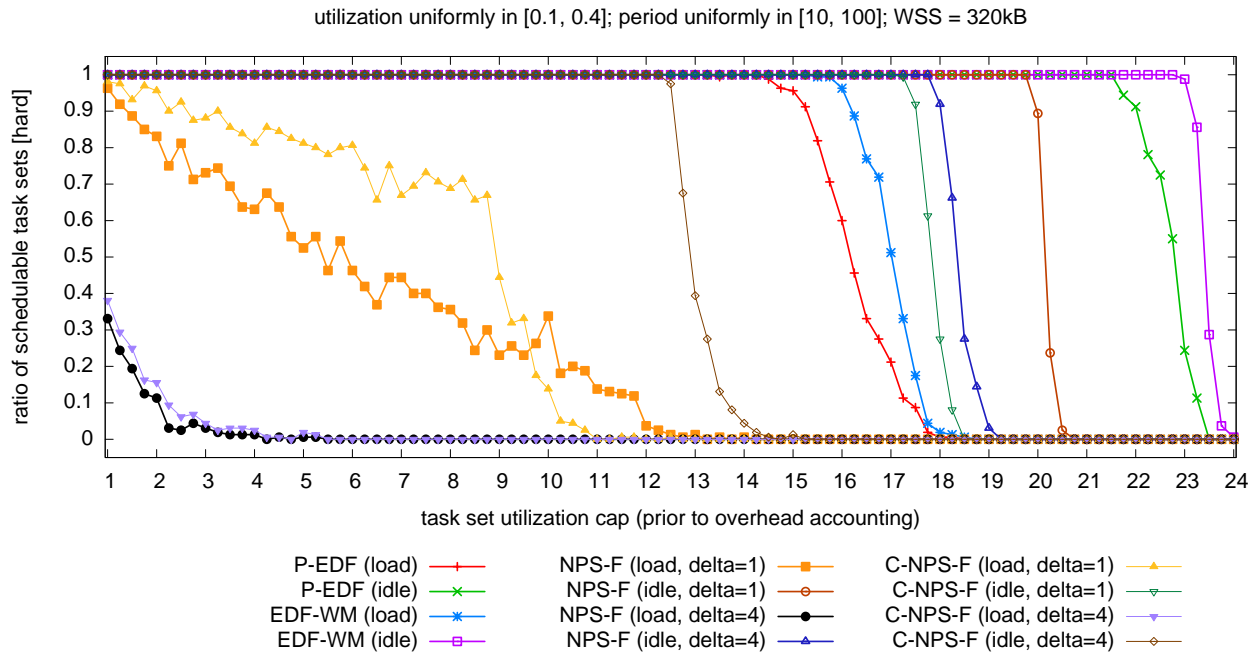 utilization uniformly in [0.1, 0.4]; period uniformly in [10, 100]; WSS = 320kB
ratio of schedulable task sets [hard]
1
0.9
0.8
0.7
0.6
0.5
0.4
0.3
0.2
0.1
0
1 2 3 4 5 6 7 8 9 10 11 12 13 14 15 16 17 18 19 20 21 22 23 24
task set utilization cap (prior to overhead accounting)
P-EDF (load) NPS-F (load, delta=1) C-NPS-F (load, delta=1)
P-EDF (idle) NPS-F (idle, delta=1) C-NPS-F (idle, delta=1)
EDF-WM (load) NPS-F (load, delta=4) C-NPS-F (load, delta=4)
EDF-WM (idle) NPS-F (idle, delta=4) C-NPS-F (idle, delta=4)